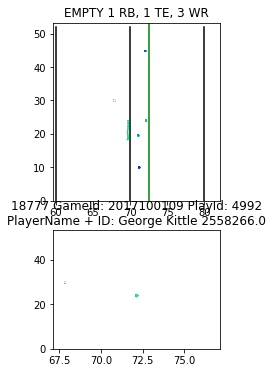 EMPTY 1 RB, 1 TE, 3 WR
50
40
30
20
10
0
60 65 70 75 80
18777 GameId: 2017100109 PlayId: 4992
PlayerName + ID: George Kittle 2558266.0
40
20
0
67.5 70.0 72.5 75.0